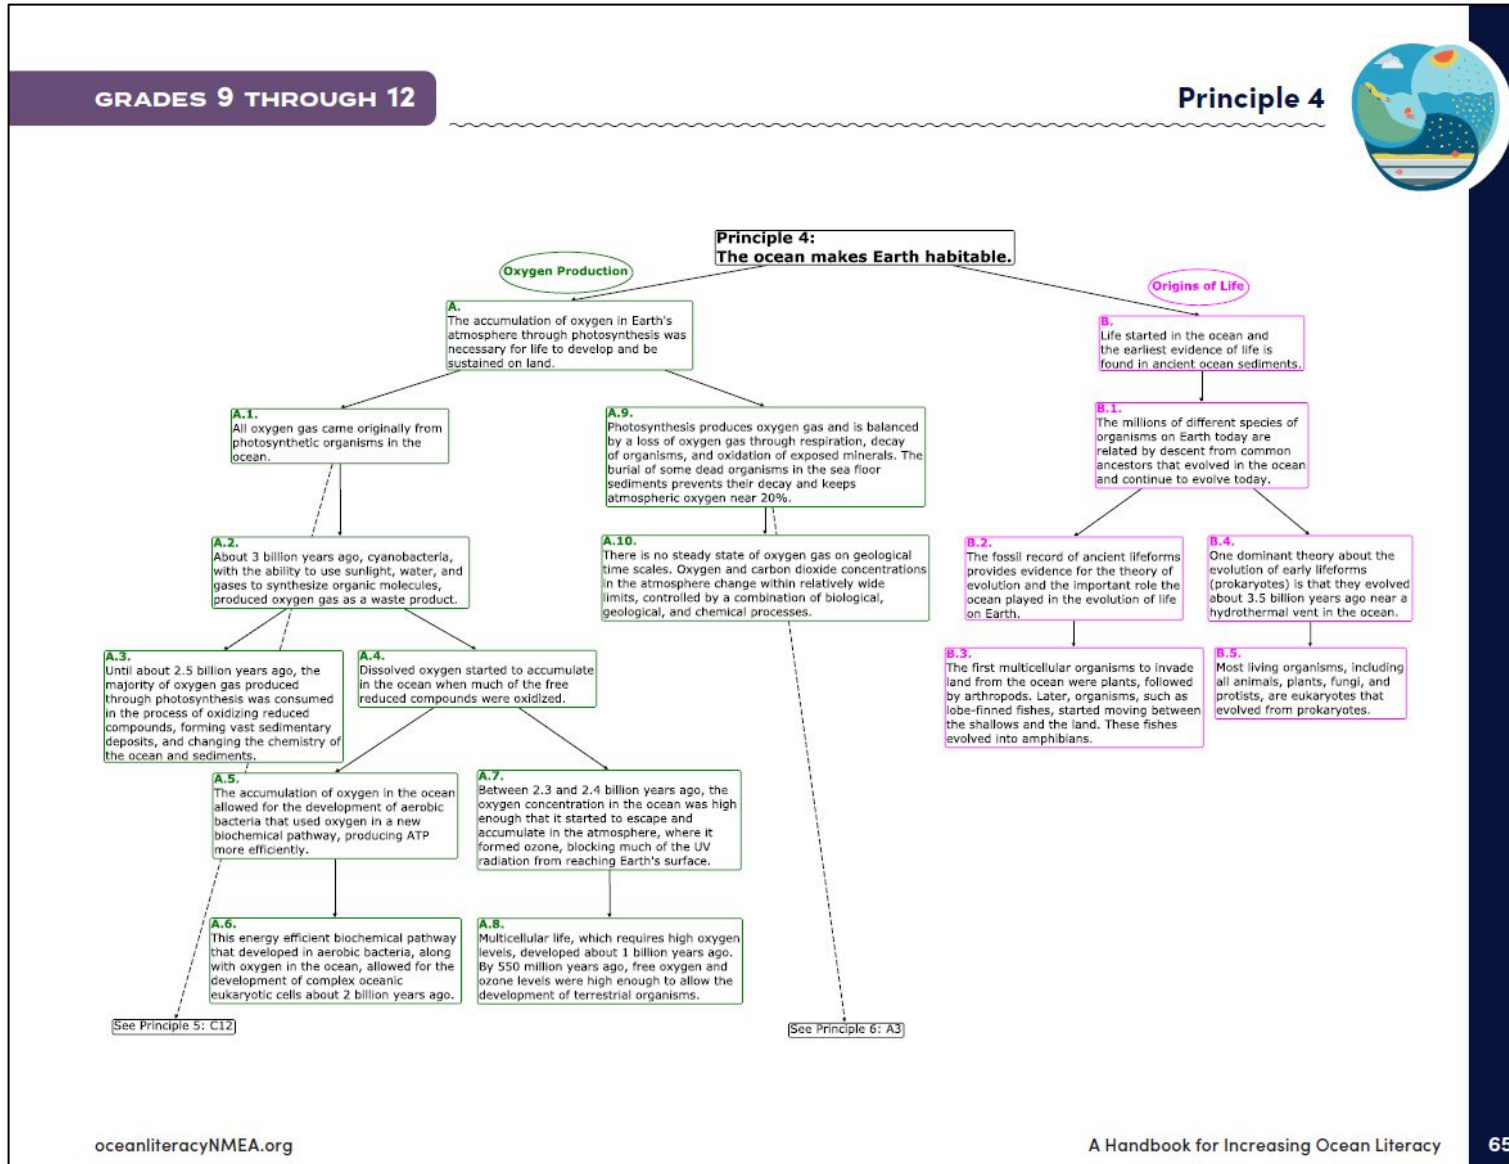 GRADES 9 THROUGH 12
Principle 4
Principle 4:
The ocean makes Earth habitable.
Oxygen Production
A.
The accumulation of oxygen in Earth's
atmosphere through photosynthesis was
necessary for life to develop and be
sustained on land.
A.1.
All oxygen gas came originally from
photosynthetic organisms in the
ocean.
A.2.
About 3 billion years ago, cyanobacteria,
with the ability to use sunlight, water, and
gases to synthesize organic molecules,
produced oxygen gas as a waste product.
A.3.
Until about 2.5 billion years ago, the
majority of oxygen gas produced
through photosynthesis was consumed
in the process of oxidizing reduced
compounds, forming vast sedimentary
deposits, and changing the chemistry of
the ocean and sediments.
A.4.
Dissolved oxygen started to accumulate
in the ocean when much of the free
reduced compounds were oxidized.
A.5.
The accumulation of oxygen in the ocean
allowed for the development of aerobic
bacteria that used oxygen in a new
biochemical pathway, producing ATP
more efficiently.
A.6.
This energy efficient biochemical pathway
that developed in aerobic bacteria, along
with oxygen in the ocean, allowed for the
development of complex oceanic
eukaryotic cells about 2 billion years ago.
A.7.
Between 2.3 and 2.4 billion years ago, the
oxygen concentration in the ocean was high
enough that it started to escape and
accumulate in the atmosphere, where it
formed ozone, blocking much of the UV
radiation from reaching Earth's surface.
A.8.
Multicellular life, which requires high oxygen
levels, developed about 1 billion years ago.
By 550 million years ago, free oxygen and
ozone levels were high enough to allow the
development of terrestrial organisms.
See Principle 5: C12
A.9.
Photosynthesis produces oxygen gas and is balanced
by a loss of oxygen gas through respiration, decay
of organisms, and oxidation of exposed minerals. The
burial of some dead organisms in the sea floor
sediments prevents their decay and keeps
atmospheric oxygen near 20%.
A.10.
There is no steady state of oxygen gas on geological
time scales. Oxygen and carbon dioxide concentrations
in the atmosphere change within relatively wide
limits, controlled by a combination of biological,
geological, and chemical processes.
See Principle 6: A3
Origins of Life
B.
Life started in the ocean and
the earliest evidence of life is
found in ancient ocean sediments.
B.1.
The millions of different species of
organisms on Earth today are
related by descent from common
ancestors that evolved in the ocean
and continue to evolve today.
B.2.
The fossil record of ancient lifeforms
provides evidence for the theory of
evolution and the important role the
ocean played in the evolution of life
on Earth.
B.3.
The first multicellular organisms to invade
land from the ocean were plants, followed
by arthropods. Later, organisms, such as
lobe-finned fishes, started moving between
the shallows and the land. These fishes
evolved into amphibians.
B.4.
One dominant theory about the
evolution of early lifeforms
(prokaryotes) is that they evolved
about 3.5 billion years ago near a
hydrothermal vent in the ocean.
B.5.
Most living organisms, including
all animals, plants, fungi, and
protists, are eukaryotes that
evolved from prokaryotes.
oceanliteracyNMEA.org
A Handbook for Increasing Ocean Literacy
65